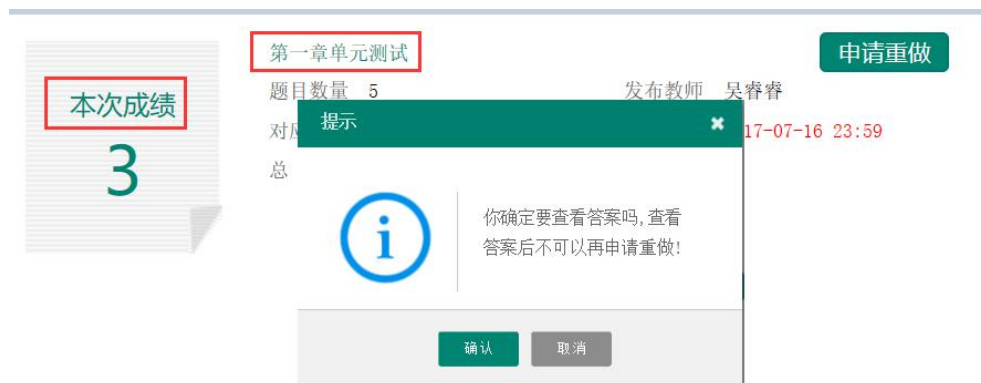 第一章单元测试
申请重做
题目数量 5
发布教师 吴睿睿
本次成绩
3
提示
17-07-16 23:59
总
你确定要查看答案吗,查看
答案后不可以再申请重做!
确认
取消